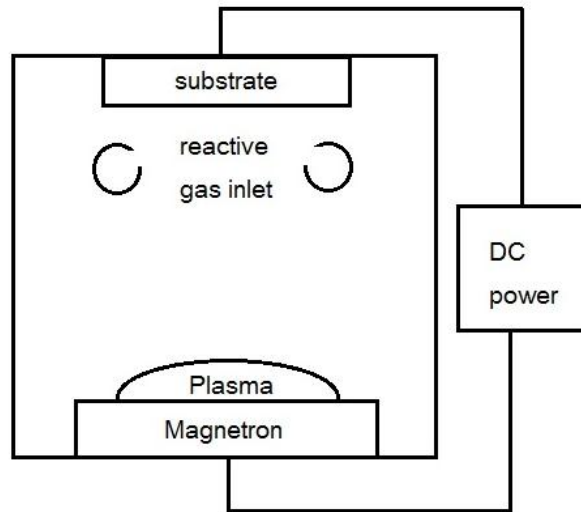 substrate
reactive
gas inlet
DC
power
Plasma
Magnetron